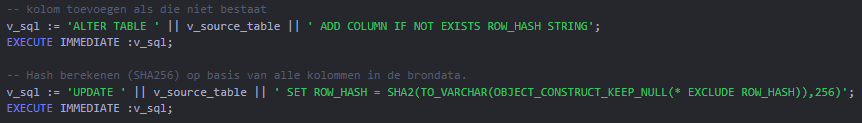 -- kolom toevoegen als die niet bestaat
v_sql := 'ALTER TABLE ' || v_source_table || ' ADD COLUMN IF NOT EXISTS ROW_HASH STRING';
EXECUTE IMMEDIATE :v_sql;
-- Hash berekenen (SHA256) op basis van alle kolommen in de brondata.
v_sql := 'UPDATE ' || v_source_table || ' SET ROW_HASH = SHA2(TO_VARCHAR(OBJECT_CONSTRUCT_KEEP_NULL(* EXCLUDE ROW_HASH)),256)';
EXECUTE IMMEDIATE :v_sql;